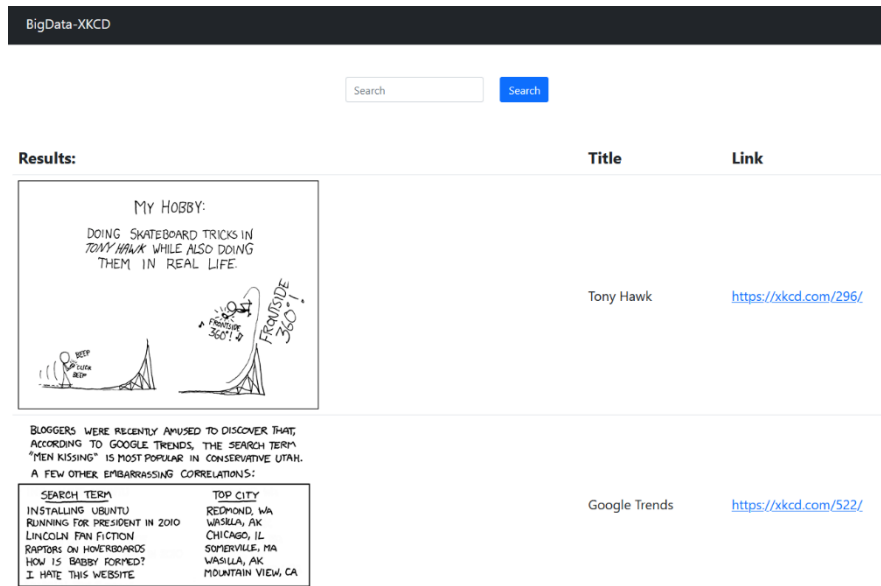 BigData-XKCD
Search Search
Results: Title Link
MY HOBBY:
DOING SKATEBOARD TRICKS IN
TONY HAWK WHILE ALSO DOING
THEM IN REAL LIFE.
♪ FRONTSIDE
360°! ♫
FRONTSIDE
360°!
BEEP
BEEP
Tony Hawk https://xkcd.com/296/
BLOGGERS WERE RECENTLY AMUSED TO DISCOVER THAT,
ACCORDING TO GOOGLE TRENDS, THE SEARCH TERM
"MEN KISSING" IS MOST POPULAR IN CONSERVATIVE UTAH.
A FEW OTHER EMBARRASSING CORRELATIONS:
SEARCH TERM TOP CITY
INSTALLING UBUNTU REDMOND, WA
RUNNING FOR PRESIDENT IN 2010 WASILLA, AK
LINCOLN FAN FICTION CHICAGO, IL
RAPTORS ON HOVERBOARDS SOMERVILLE, MA
HOW IS BABBY FORMED? WASILLA, AK
I HATE THIS WEBSITE MOUNTAIN VIEW, CA
Google Trends https://xkcd.com/522/